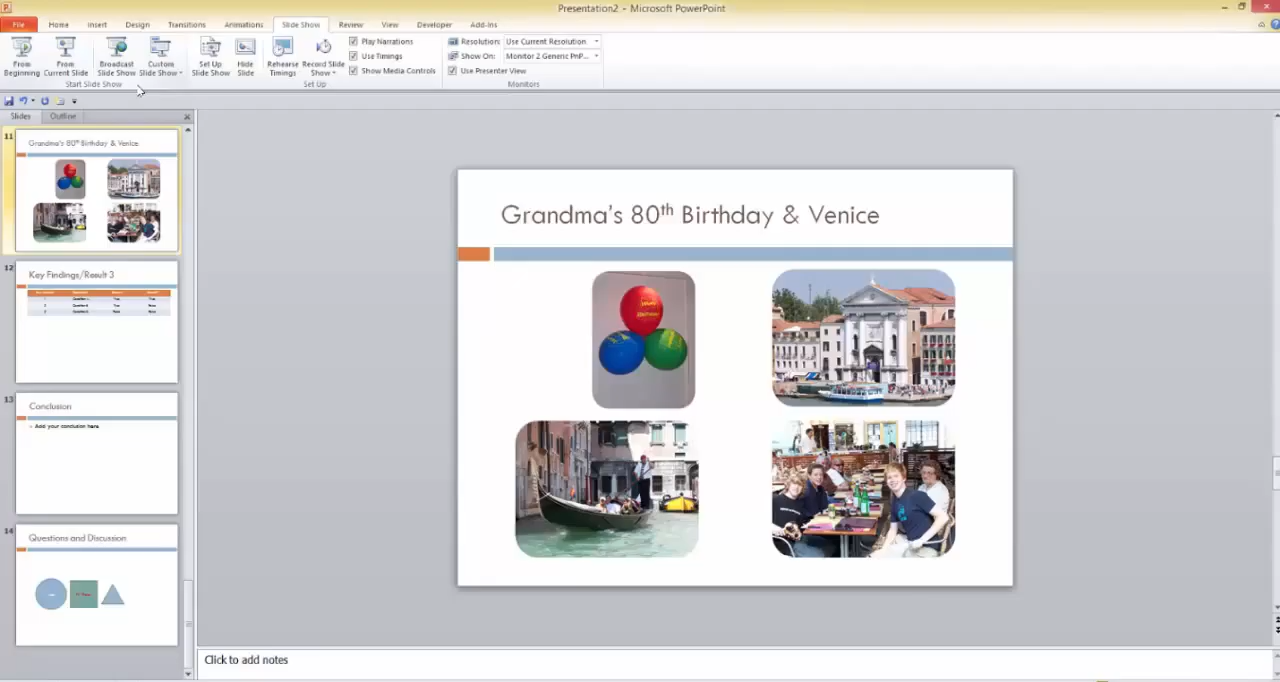 Presentation2 - Microsoft PowerPoint
File Home Insert Design Transitions Animations Slide Show Review View Developer Add-Ins
From Beginning
From Current Slide
Broadcast Slide Show
Custom Slide Show
Set Up Slide Show
Hide Slide
Rehearse Timings
Record Slide Show
Play Narrations
Use Timings
Show Media Controls
Resolution: Use Current Resolution
Show On: Monitor 2 Generic PnP...
Use Presenter View
Start Slide Show
Set Up
Monitors
Slides Outline
11
Grandma's 80th Birthday & Venice
12
Key Findings/Result 3
13
Conclusion
Add your conclusion here
14
Questions and Discussion
Grandma's 80th Birthday & Venice
Click to add notes